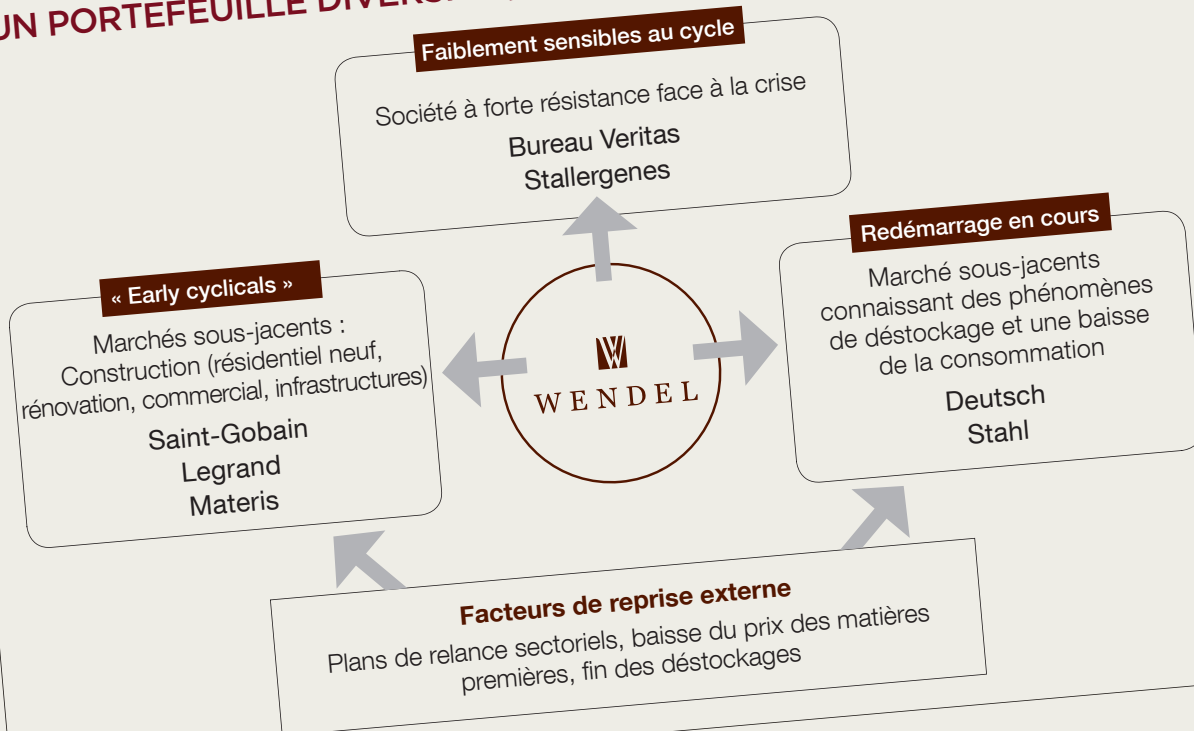 UN PORTEFEUILLE
Faiblement sensibles au cycle
Société à forte résistance face à la crise
Bureau Veritas
Stallergenes
« Early cyclicals »
Marchés sous-jacents :
Construction (résidentiel neuf,
rénovation, commercial, infrastructures)
Saint-Gobain
Legrand
Materis
W
WENDEL
Redémarrage en cours
Marché sous-jacents
connaissant des phénomènes
de déstockage et une baisse
de la consommation
Deutsch
Stahl
Facteurs de reprise externe
Plans de relance sectoriels, baisse du prix des matières
premières, fin des déstockages